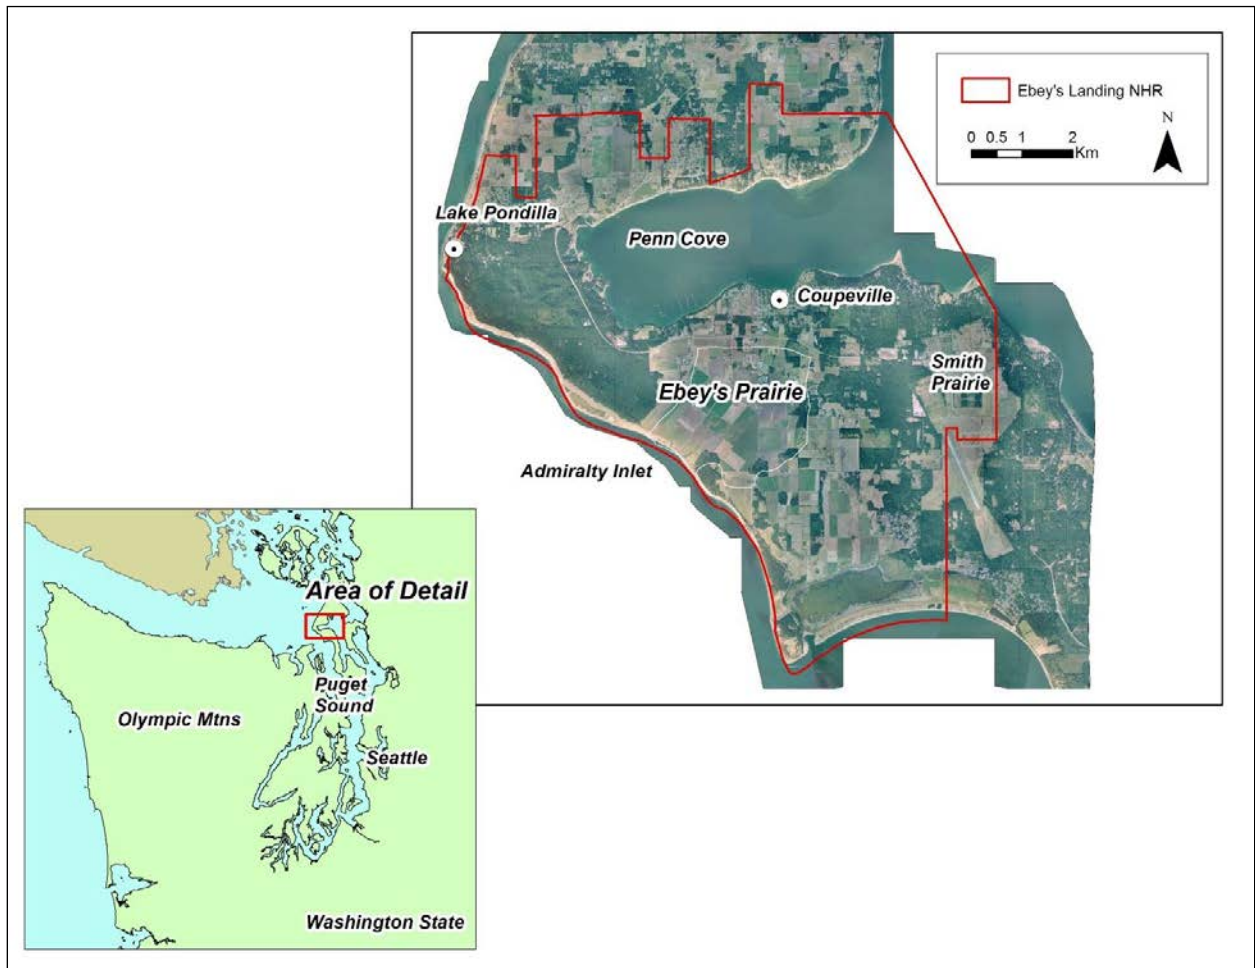 Ebey's Landing NHR
N
0 0.5 1 2
Km
Lake Pondilla
Penn Cove
Coupeville
Smith
Prairie
Ebey's Prairie
Admiralty Inlet
Area of Detail
Puget
Sound
Olympic Mtns
Seattle
Washington State